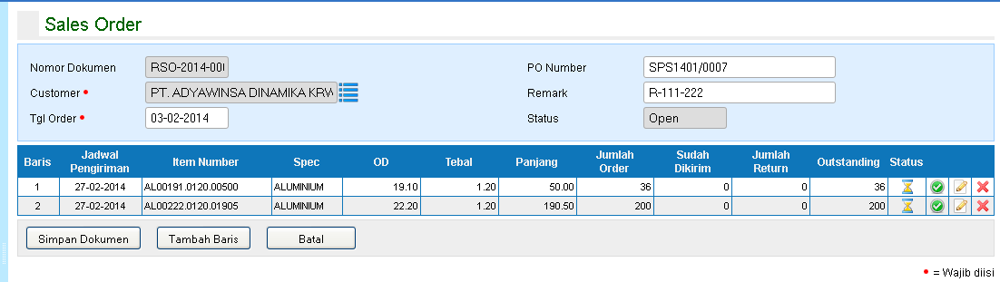 Sales Order
Nomor Dokumen RSO-2014-00 PO Number SPS1401/0007
Customer • PT. ADYAWINSA DINAMIKA KRW Remark R-111-222
Tgl Order • 03-02-2014 Status Open
Baris Jadwal Pengiriman Item Number Spec OD Tebal Panjang Jumlah Order Sudah Dikirim Jumlah Return Outstanding Status
1 27-02-2014 AL00191.0120.00500 ALUMINIUM 19.10 1.20 50.00 36 0 0 36
2 27-02-2014 AL00222.0120.01905 ALUMINIUM 22.20 1.20 190.50 200 0 0 200
Simpan Dokumen Tambah Baris Batal
• = Wajib diisi